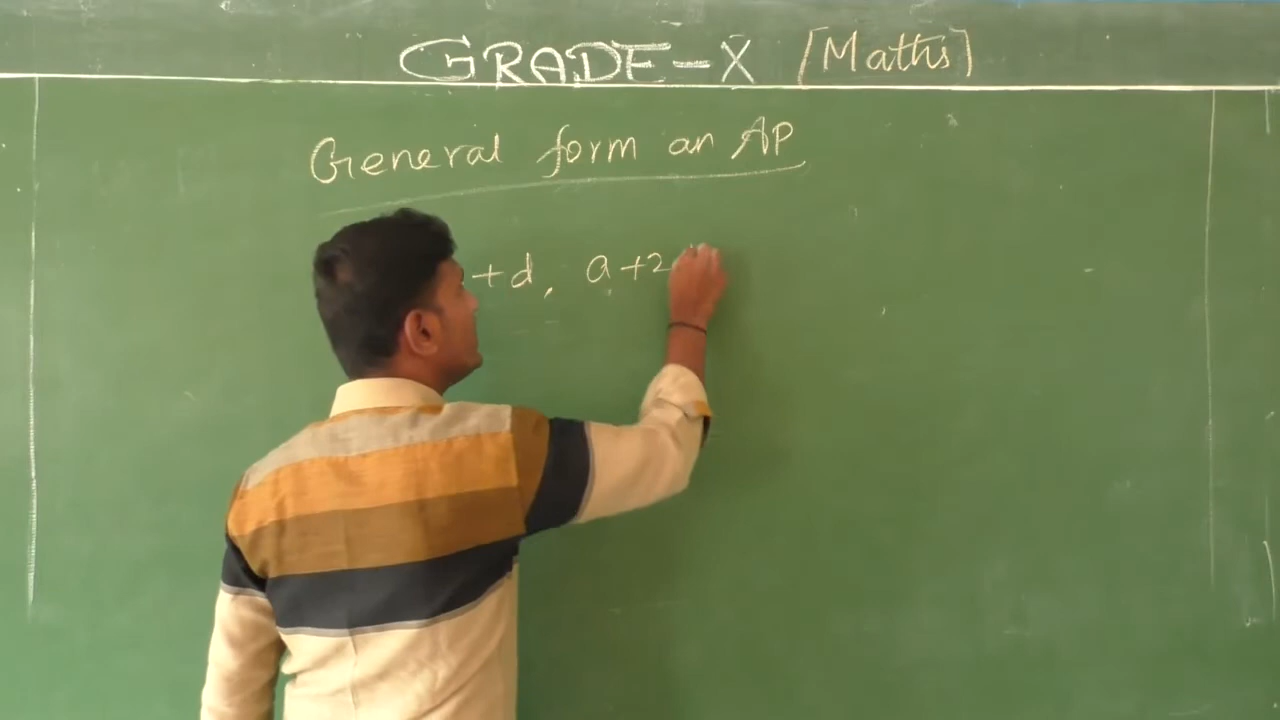 GRADE-X [Maths]
General form an AP
+d, a+2